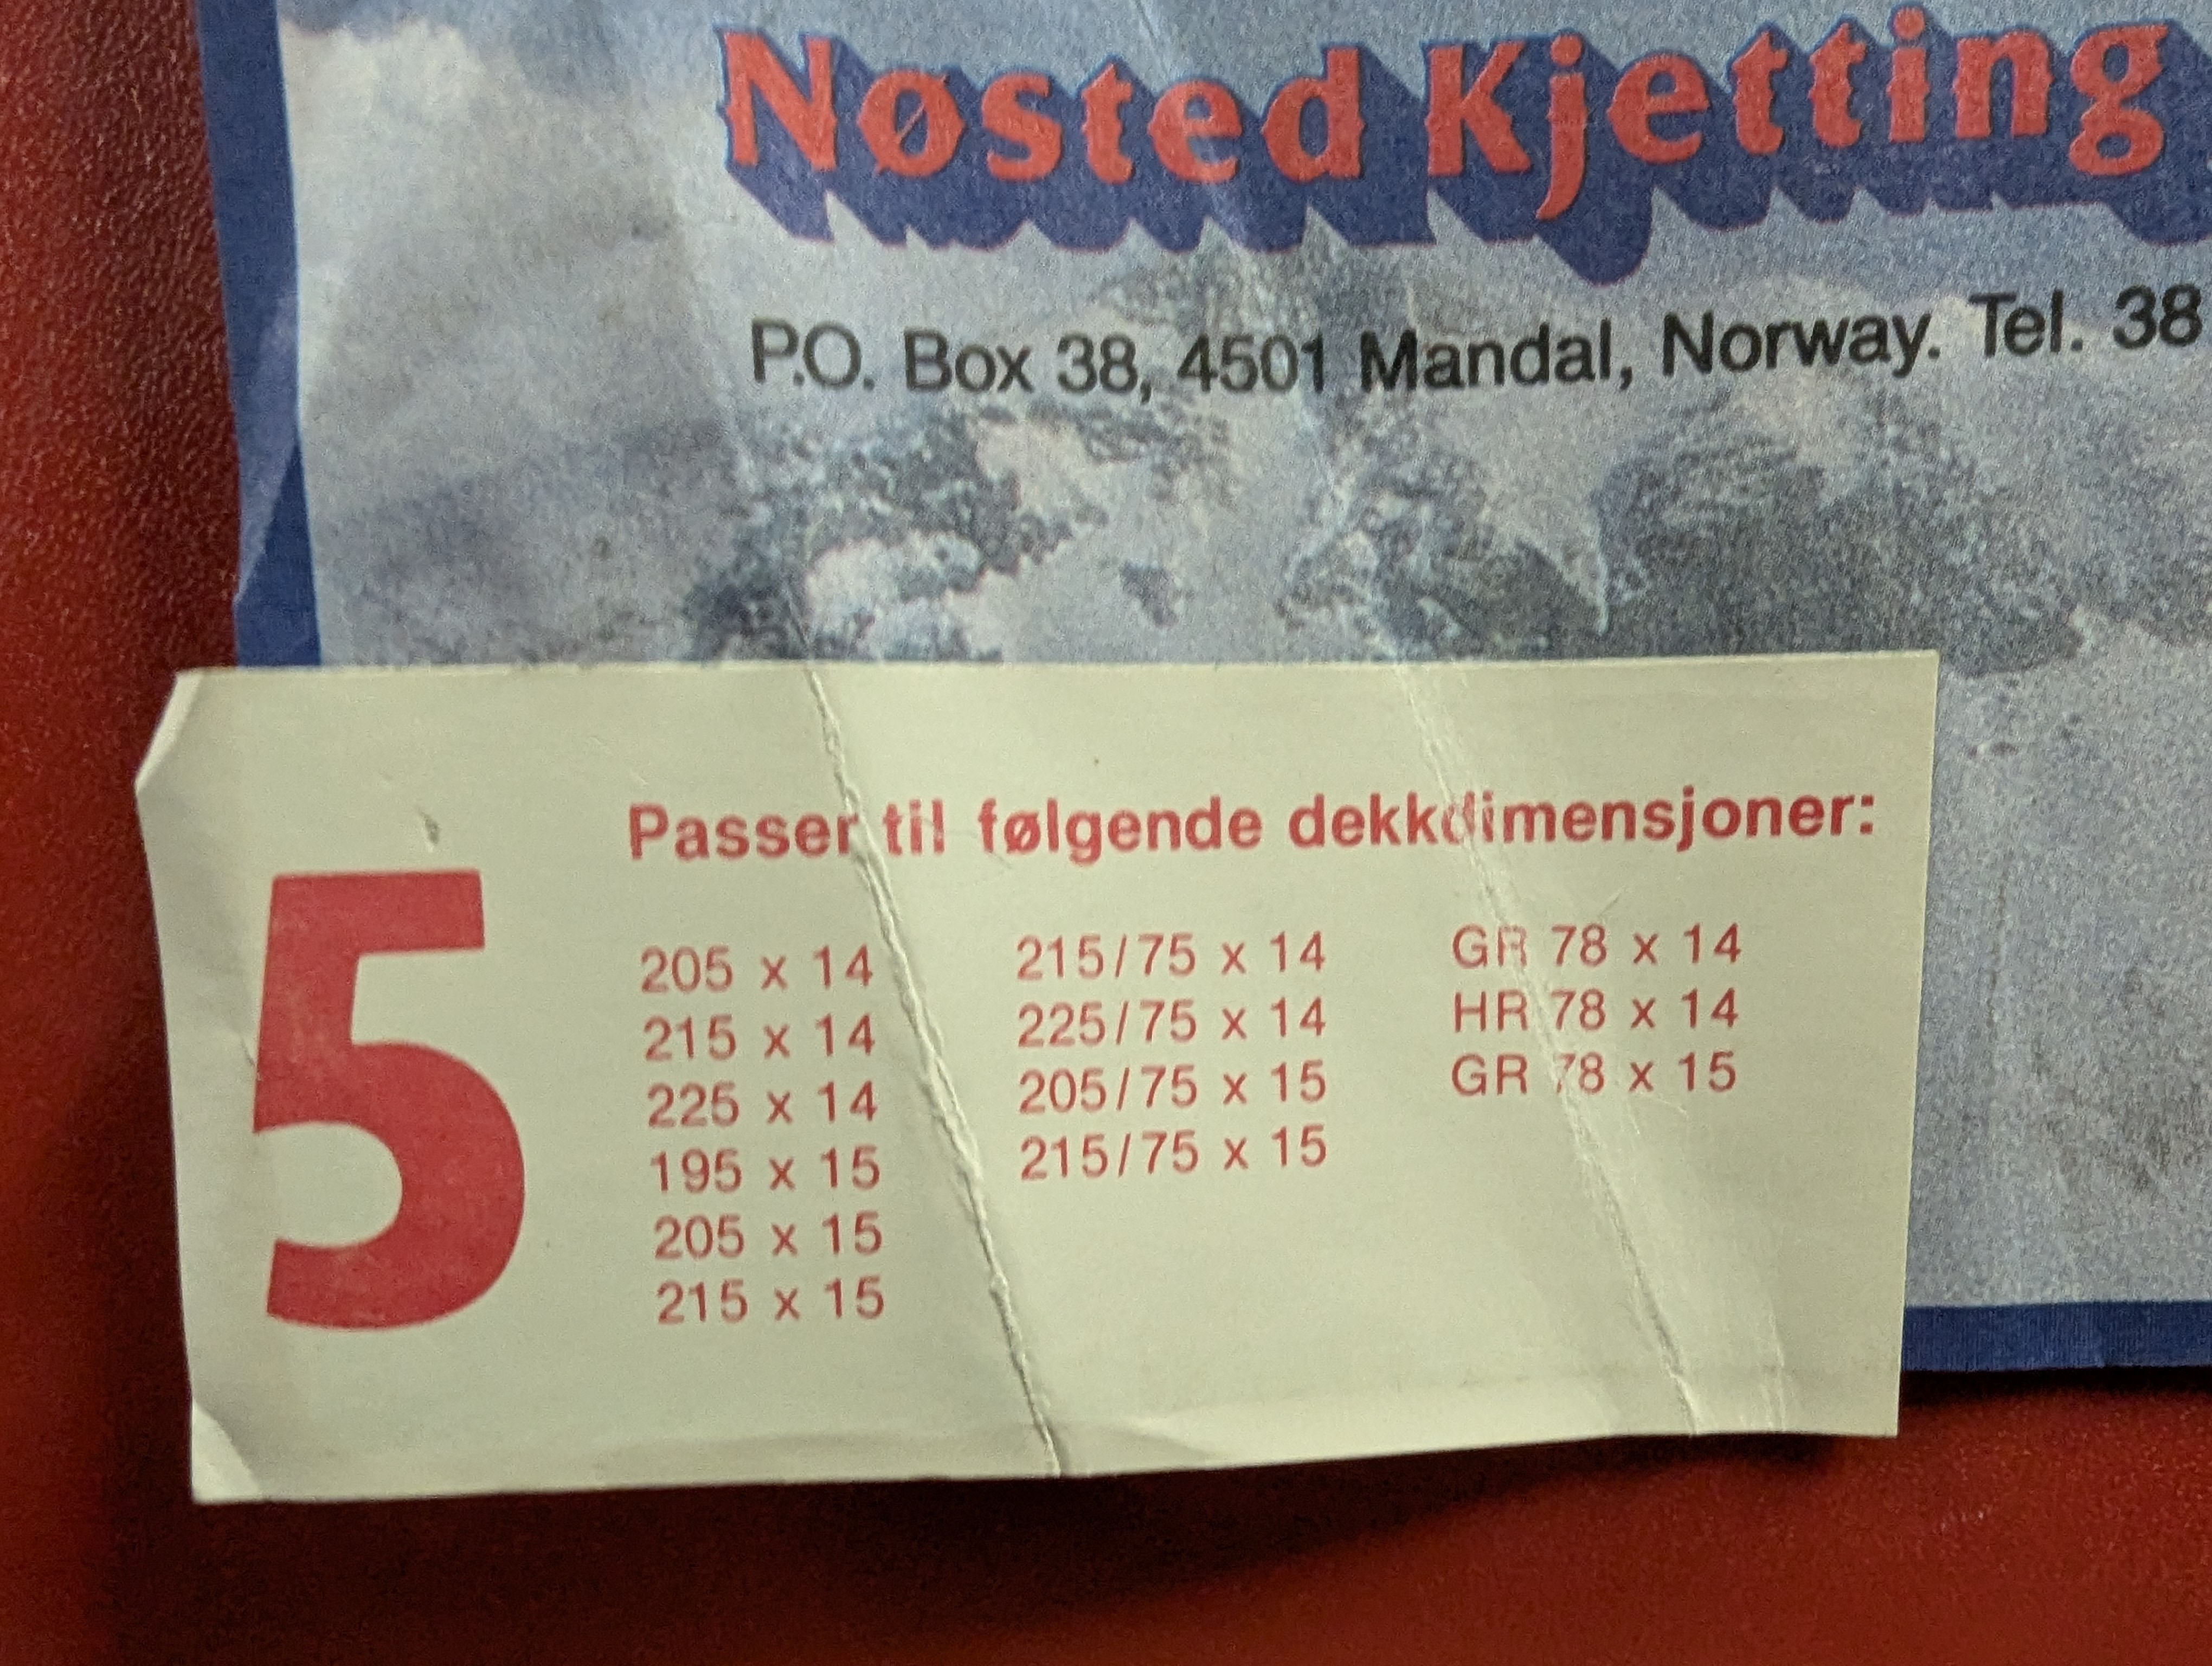 Nøsted Kjetting
P.O. Box 38, 4501 Mandal, Norway. Tel. 38
5
Passer til følgende dekkdimensjoner:
205 x 14
215 x 14
225 x 14
195 x 15
205 x 15
215 x 15
215/75 x 14
225/75 x 14
205/75 x 15
215/75 x 15
GR 78 x 14
HR 78 x 14
GR 78 x 15